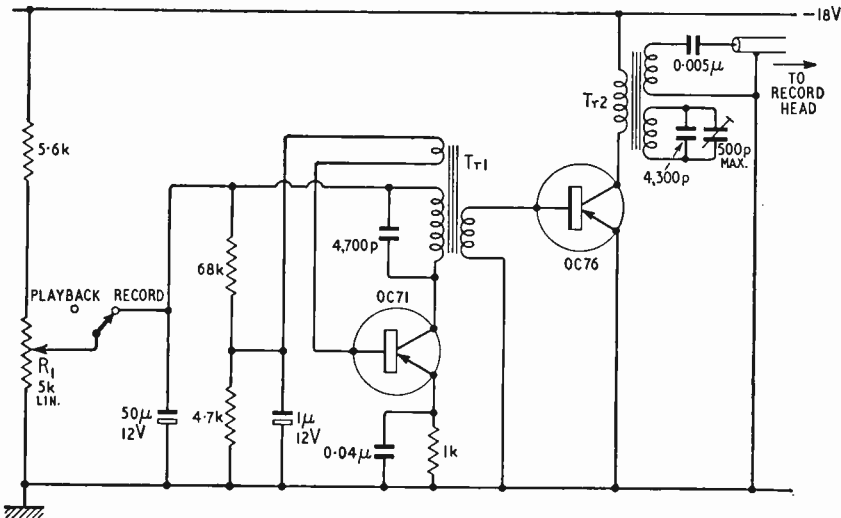 −18V
0·005μ
TO
RECORD
HEAD
Tr2
5·6k
Tr1
500p
MAX.
4,300p
4,700p
68k
OC76
PLAYBACK
RECORD
OC71
R1
5k
LIN.
50μ
12V
4·7k
1μ
12V
0·04μ
1k